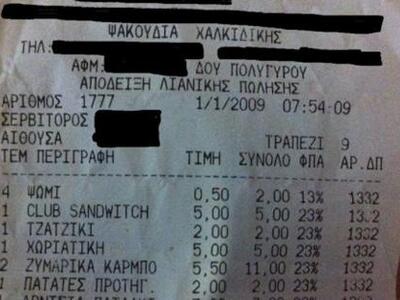 ΨΑΚΟΥΔΙΑ ΧΑΛΚΙΔΙΚΗΣ
ΤΗΛ:
ΑΦΜ: ΔΟΥ ΠΟΛΥΓΥΡΟΥ
ΑΠΟΔΕΙΞΗ ΛΙΑΝΙΚΗΣ ΠΩΛΗΣΗΣ
ΑΡΙΘΜΟΣ 1777 1/1/2009 07:54:09
ΣΕΡΒΙΤΟΡΟΣ
ΑΙΘΟΥΣΑ ΤΡΑΠΕΖΙ 9
ΤΕΜ ΠΕΡΙΓΡΑΦΗ ΤΙΜΗ ΣΥΝΟΛΟ ΦΠΑ ΑΡ.ΔΠ
4 ΨΩΜΙ 0,50 2,00 13% 1332
1 CLUB SANDWITCH 5,00 5,00 23% 1332
1 ΤΖΑΤΖΙΚΙ 2,00 2,00 23% 1332
1 ΧΩΡΙΑΤΙΚΗ 5,00 5,00 23% 1332
2 ΖΥΜΑΡΙΚΑ ΚΑΡΜΠΟ 5,50 11,00 23% 1332
1 ΠΑΤΑΤΕΣ ΠΡΟΤΗΓ. 2,00 2,00 23% 1332